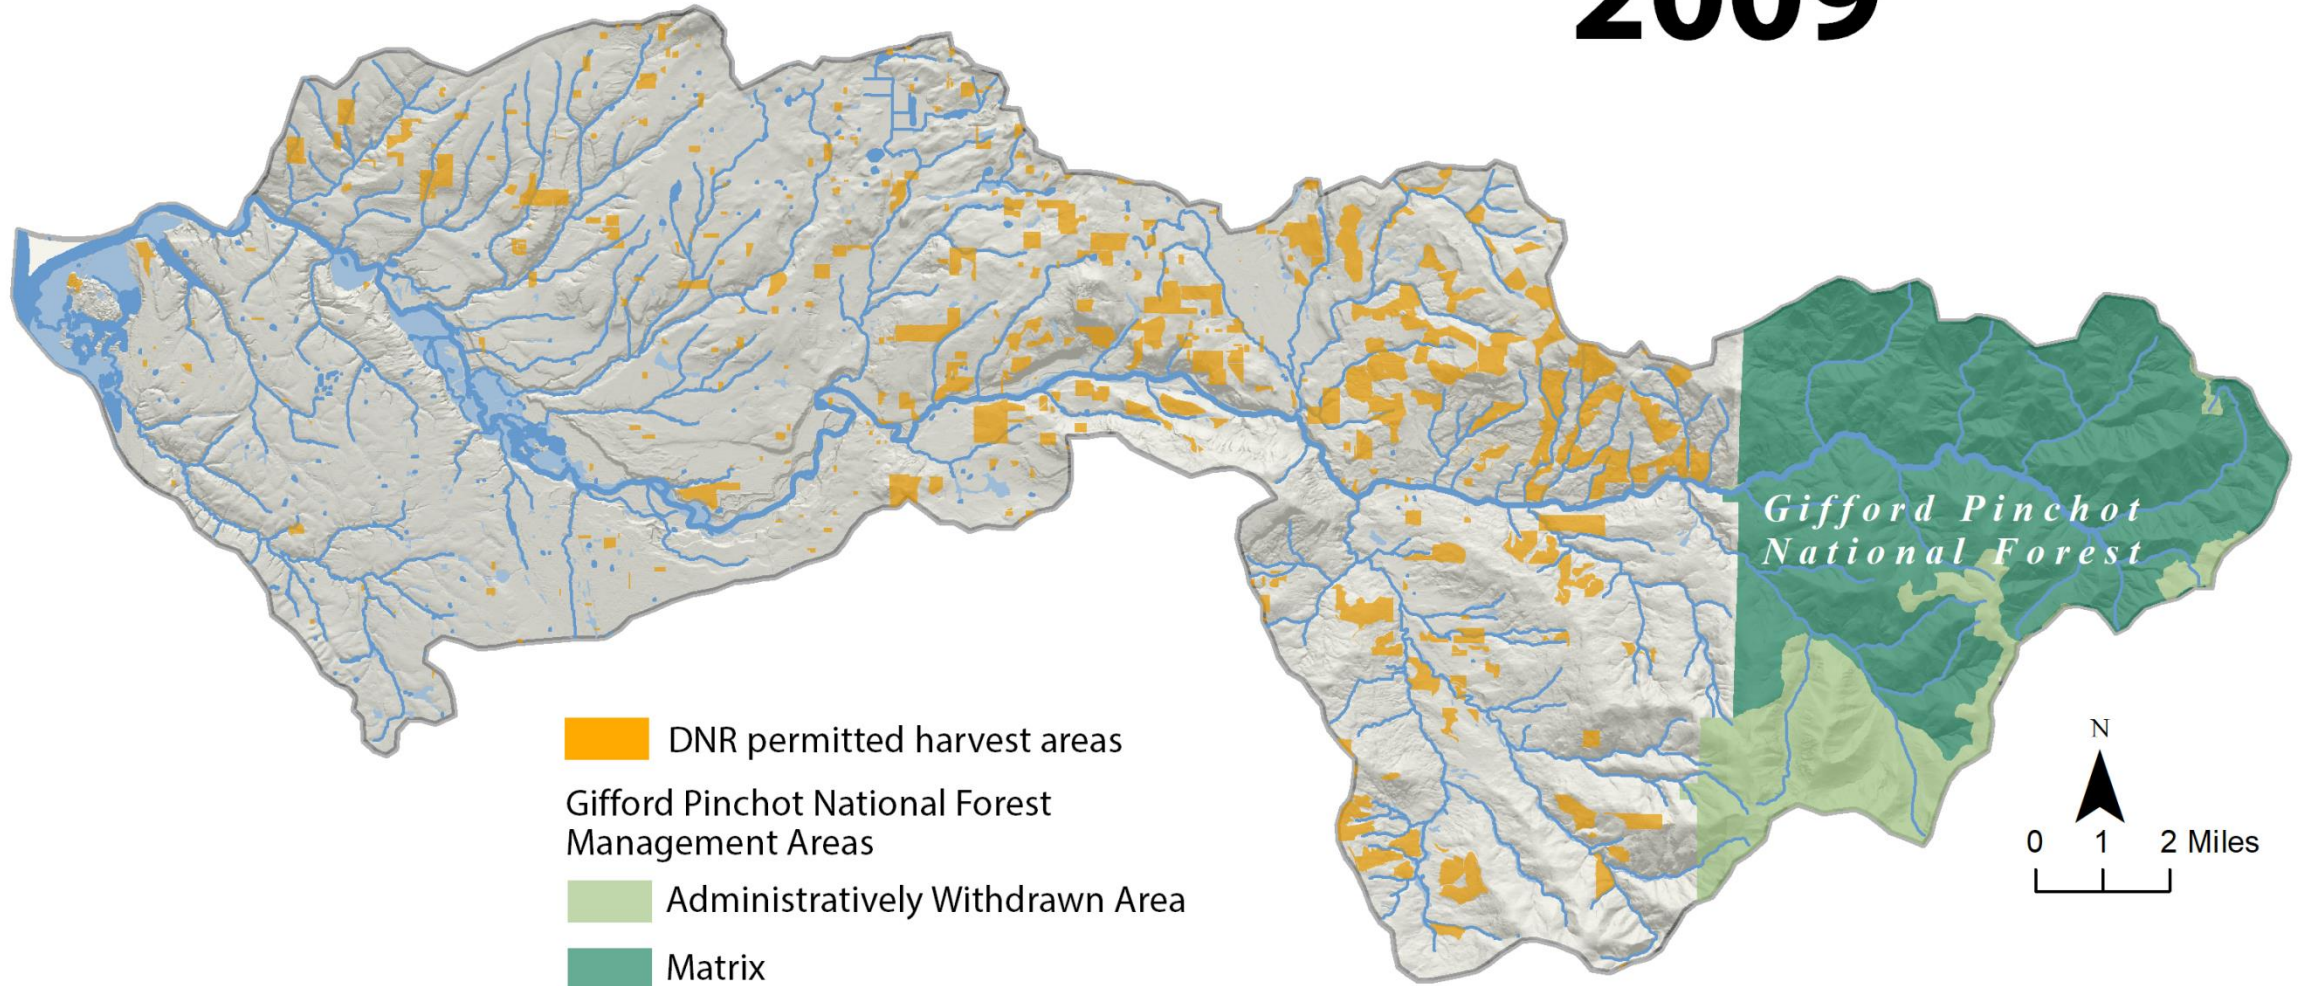 2009
Gifford Pinchot
National Forest
DNR permitted harvest areas
Gifford Pinchot National Forest
Management Areas
Administratively Withdrawn Area
Matrix
N
0 1 2 Miles